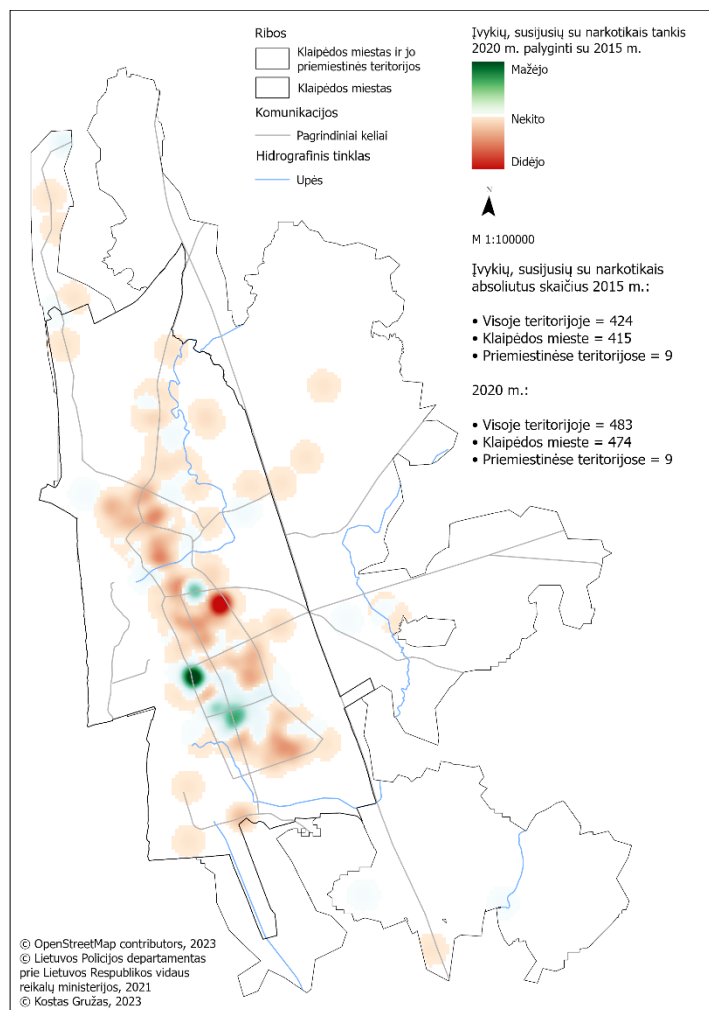 Ribos
Klaipėdos miestas ir jo
priemiestinės teritorijos
Klaipėdos miestas
Komunikacijos
Pagrindiniai keliai
Hidrografinis tinklas
Upės
Įvykių, susijusių su narkotikais tankis
2020 m. palyginti su 2015 m.
Mažėjo
Nekito
Didėjo
N
M 1:100000
Įvykių, susijusių su narkotikais
absoliutus skaičius 2015 m.:
• Visoje teritorijoje = 424
• Klaipėdos mieste = 415
• Priemiestinėse teritorijose = 9
2020 m.:
• Visoje teritorijoje = 483
• Klaipėdos mieste = 474
• Priemiestinėse teritorijose = 9
© OpenStreetMap contributors, 2023
© Lietuvos Policijos departamentas
prie Lietuvos Respublikos vidaus
reikalų ministerijos, 2021
© Kostas Gružas, 2023